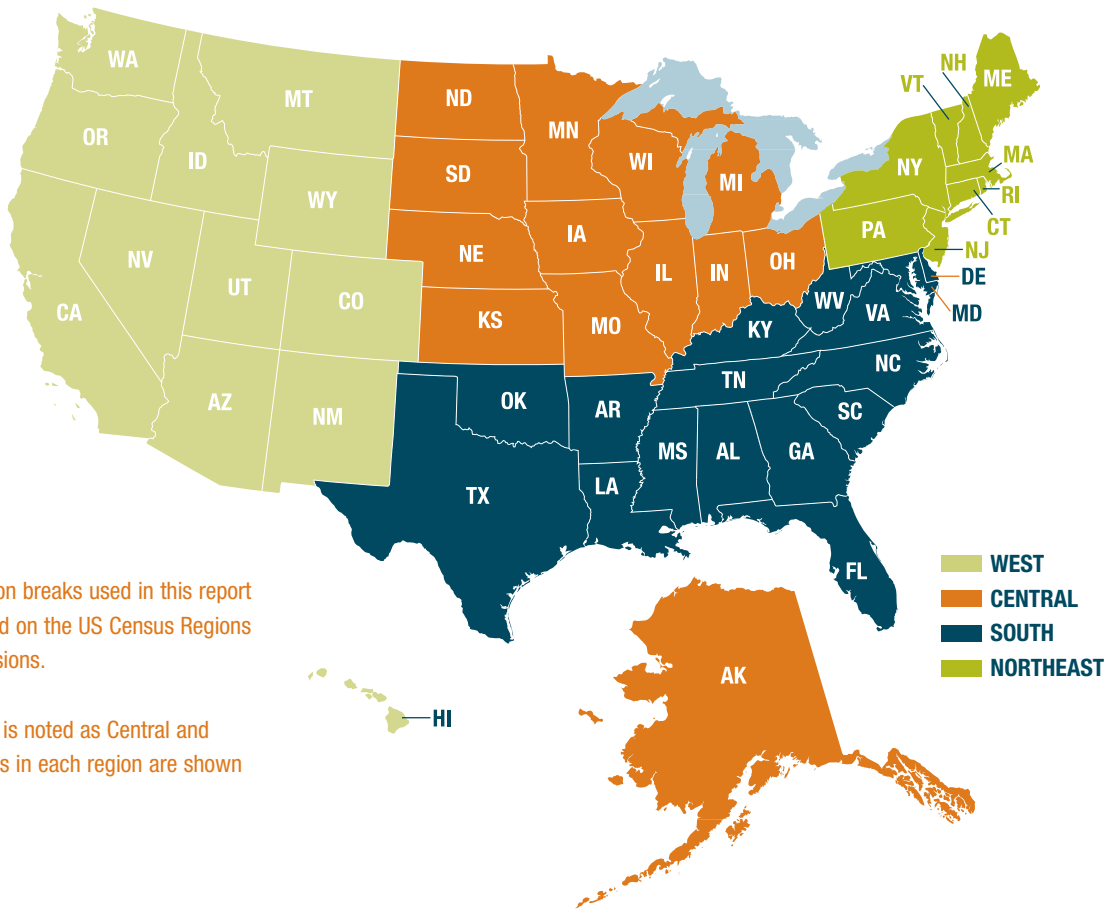 WA
OR
ID
MT
WY
NV
UT
CO
CA
AZ
NM
ND
SD
NE
KS
MN
IA
MO
WI
IL
MI
IN
OH
NH
VT
ME
NY
MA
RI
CT
PA
NJ
DE
MD
WV
VA
KY
NC
TN
SC
OK
AR
MS
AL
GA
LA
TX
FL
AK
HI
WEST
CENTRAL
SOUTH
NORTHEAST
on breaks used in this report
d on the US Census Regions
sions.
is noted as Central and
s in each region are shown